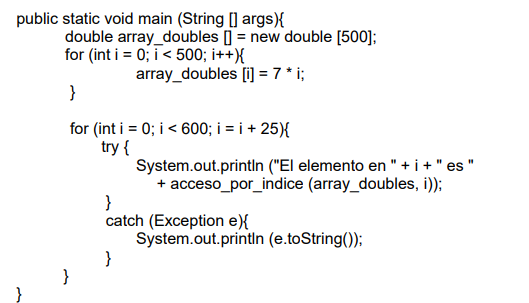 public static void main (String [] args){
double array_doubles [] = new double [500];
for (int i = 0; i < 500; i++){
array_doubles [i] = 7 * i;
}
for (int i = 0; i < 600; i = i + 25){
try {
System.out.println ("El elemento en " + i + " es "
+ acceso_por_indice (array_doubles, i));
}
catch (Exception e){
System.out.println (e.toString());
}
}
}